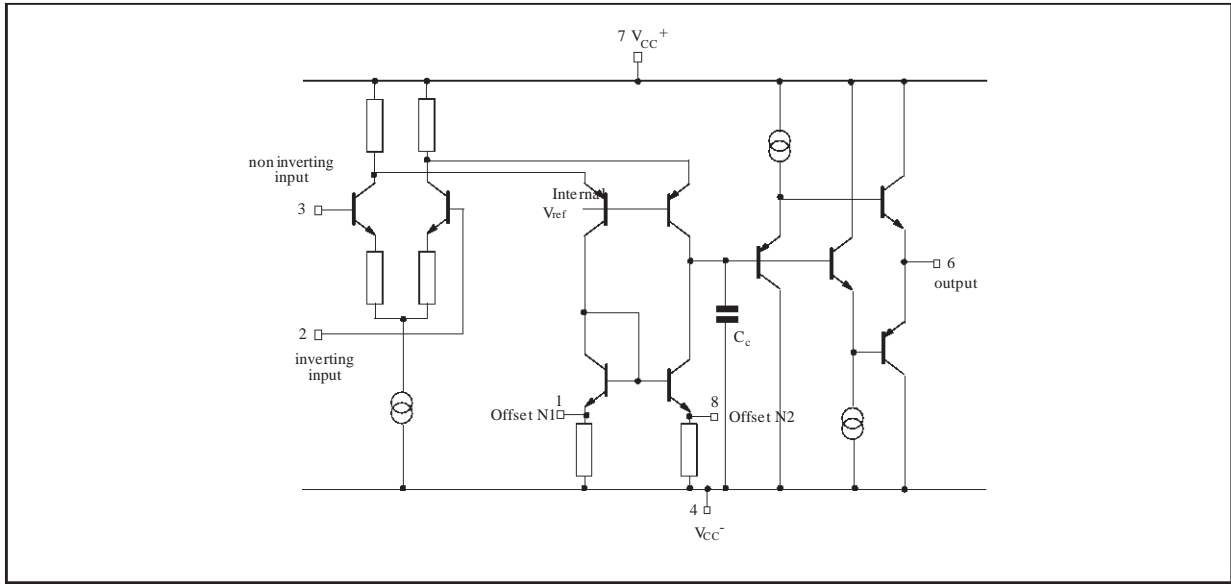 7 VCC+
non inverting
input
3
Internal
Vref
6
output
2
inverting
input
Cc
1
Offset N1
8
Offset N2
4
VCC-